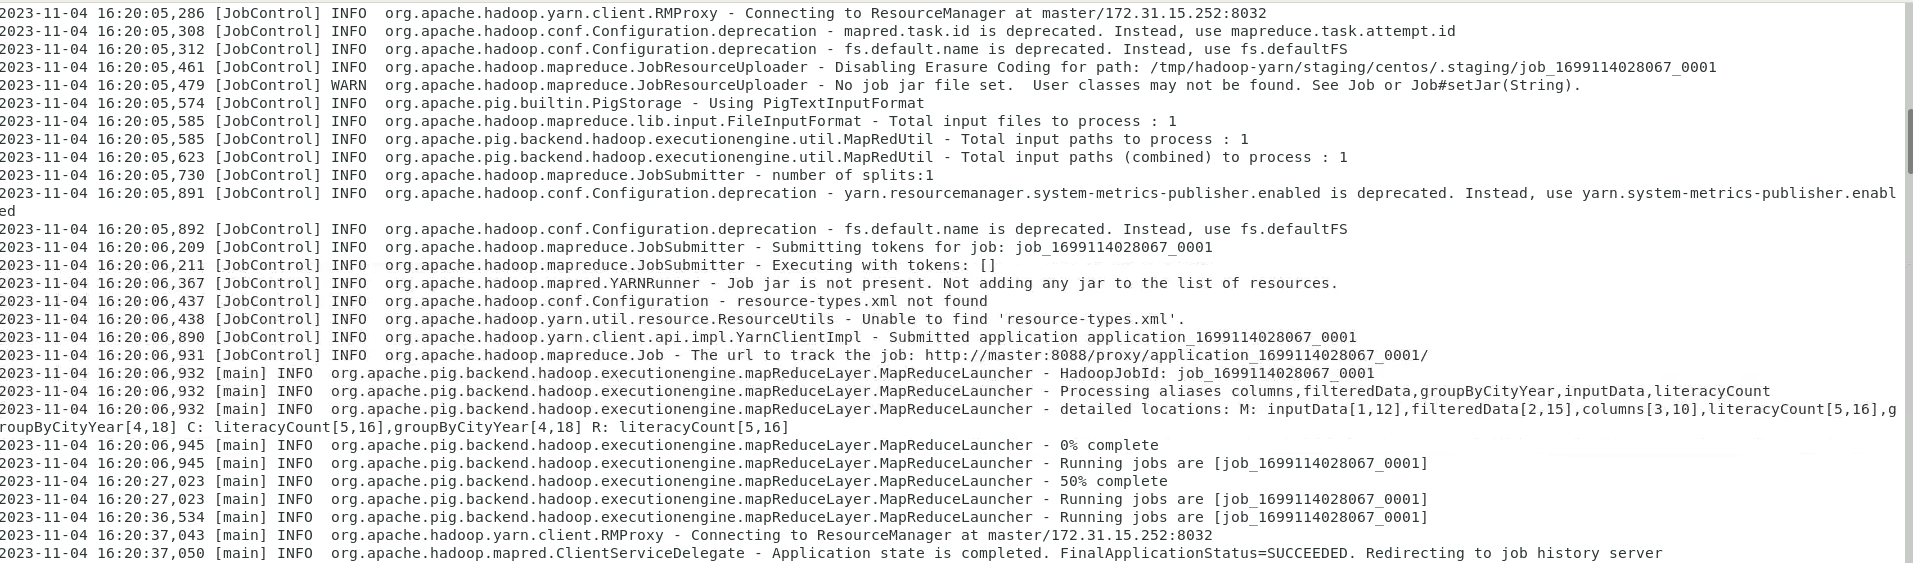 2023-11-04 16:20:05,286 [JobControl] INFO  org.apache.hadoop.yarn.client.RMProxy - Connecting to ResourceManager at master/172.31.15.252:8032
2023-11-04 16:20:05,308 [JobControl] INFO  org.apache.hadoop.conf.Configuration.deprecation - mapred.task.id is deprecated. Instead, use mapreduce.task.attempt.id
2023-11-04 16:20:05,312 [JobControl] INFO  org.apache.hadoop.conf.Configuration.deprecation - fs.default.name is deprecated. Instead, use fs.defaultFS
2023-11-04 16:20:05,461 [JobControl] INFO  org.apache.hadoop.mapreduce.JobResourceUploader - Disabling Erasure Coding for path: /tmp/hadoop-yarn/staging/centos/.staging/job_1699114028067_0001
2023-11-04 16:20:05,479 [JobControl] WARN  org.apache.hadoop.mapreduce.JobResourceUploader - No job jar file set.  User classes may not be found. See Job or Job#setJar(String).
2023-11-04 16:20:05,574 [JobControl] INFO  org.apache.pig.builtin.PigStorage - Using PigTextInputFormat
2023-11-04 16:20:05,585 [JobControl] INFO  org.apache.hadoop.mapreduce.lib.input.FileInputFormat - Total input files to process : 1
2023-11-04 16:20:05,585 [JobControl] INFO  org.apache.pig.backend.hadoop.executionengine.util.MapRedUtil - Total input paths to process : 1
2023-11-04 16:20:05,623 [JobControl] INFO  org.apache.pig.backend.hadoop.executionengine.util.MapRedUtil - Total input paths (combined) to process : 1
2023-11-04 16:20:05,730 [JobControl] INFO  org.apache.hadoop.mapreduce.JobSubmitter - number of splits:1
2023-11-04 16:20:05,891 [JobControl] INFO  org.apache.hadoop.conf.Configuration.deprecation - yarn.resourcemanager.system-metrics-publisher.enabled is deprecated. Instead, use yarn.system-metrics-publisher.enabl
ed
2023-11-04 16:20:05,892 [JobControl] INFO  org.apache.hadoop.conf.Configuration.deprecation - fs.default.name is deprecated. Instead, use fs.defaultFS
2023-11-04 16:20:06,209 [JobControl] INFO  org.apache.hadoop.mapreduce.JobSubmitter - Submitting tokens for job: job_1699114028067_0001
2023-11-04 16:20:06,211 [JobControl] INFO  org.apache.hadoop.mapreduce.JobSubmitter - Executing with tokens: []
2023-11-04 16:20:06,367 [JobControl] INFO  org.apache.hadoop.mapred.YARNRunner - Job jar is not present. Not adding any jar to the list of resources.
2023-11-04 16:20:06,437 [JobControl] INFO  org.apache.hadoop.conf.Configuration - resource-types.xml not found
2023-11-04 16:20:06,438 [JobControl] INFO  org.apache.hadoop.yarn.util.resource.ResourceUtils - Unable to find 'resource-types.xml'.
2023-11-04 16:20:06,890 [JobControl] INFO  org.apache.hadoop.yarn.client.api.impl.YarnClientImpl - Submitted application application_1699114028067_0001
2023-11-04 16:20:06,931 [JobControl] INFO  org.apache.hadoop.mapreduce.Job - The url to track the job: http://master:8088/proxy/application_1699114028067_0001/
2023-11-04 16:20:06,932 [main] INFO  org.apache.pig.backend.hadoop.executionengine.mapReduceLayer.MapReduceLauncher - HadoopJobId: job_1699114028067_0001
2023-11-04 16:20:06,932 [main] INFO  org.apache.pig.backend.hadoop.executionengine.mapReduceLayer.MapReduceLauncher - Processing aliases columns,filteredData,groupByCityYear,inputData,literacyCount
2023-11-04 16:20:06,932 [main] INFO  org.apache.pig.backend.hadoop.executionengine.mapReduceLayer.MapReduceLauncher - detailed locations: M: inputData[1,12],filteredData[2,15],columns[3,10],literacyCount[5,16],g
roupByCityYear[4,18] C: literacyCount[5,16],groupByCityYear[4,18] R: literacyCount[5,16]
2023-11-04 16:20:06,945 [main] INFO  org.apache.pig.backend.hadoop.executionengine.mapReduceLayer.MapReduceLauncher - 0% complete
2023-11-04 16:20:06,945 [main] INFO  org.apache.pig.backend.hadoop.executionengine.mapReduceLayer.MapReduceLauncher - Running jobs are [job_1699114028067_0001]
2023-11-04 16:20:27,023 [main] INFO  org.apache.pig.backend.hadoop.executionengine.mapReduceLayer.MapReduceLauncher - 50% complete
2023-11-04 16:20:27,023 [main] INFO  org.apache.pig.backend.hadoop.executionengine.mapReduceLayer.MapReduceLauncher - Running jobs are [job_1699114028067_0001]
2023-11-04 16:20:36,534 [main] INFO  org.apache.pig.backend.hadoop.executionengine.mapReduceLayer.MapReduceLauncher - Running jobs are [job_1699114028067_0001]
2023-11-04 16:20:37,043 [main] INFO  org.apache.hadoop.yarn.client.RMProxy - Connecting to ResourceManager at master/172.31.15.252:8032
2023-11-04 16:20:37,050 [main] INFO  org.apache.hadoop.mapred.ClientServiceDelegate - Application state is completed. FinalApplicationStatus=SUCCEEDED. Redirecting to job history server